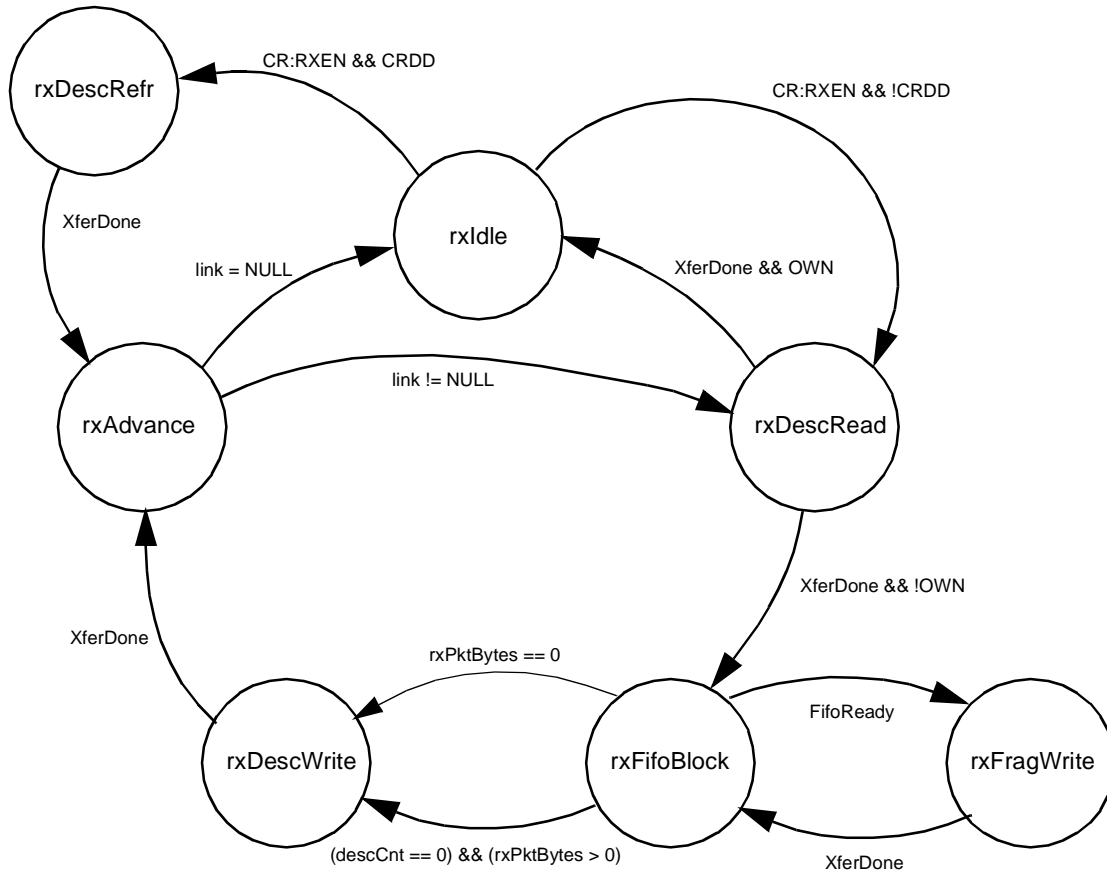 CR:RXEN && CRDD
CR:RXEN && !CRDD
rxDescRefr
XferDone
rxIdle
link = NULL
XferDone && OWN
link != NULL
rxAdvance
rxDescRead
XferDone && !OWN
XferDone
rxPktBytes == 0
FifoReady
rxDescWrite
rxFifoBlock
rxFragWrite
(descCnt == 0) && (rxPktBytes > 0)
XferDone